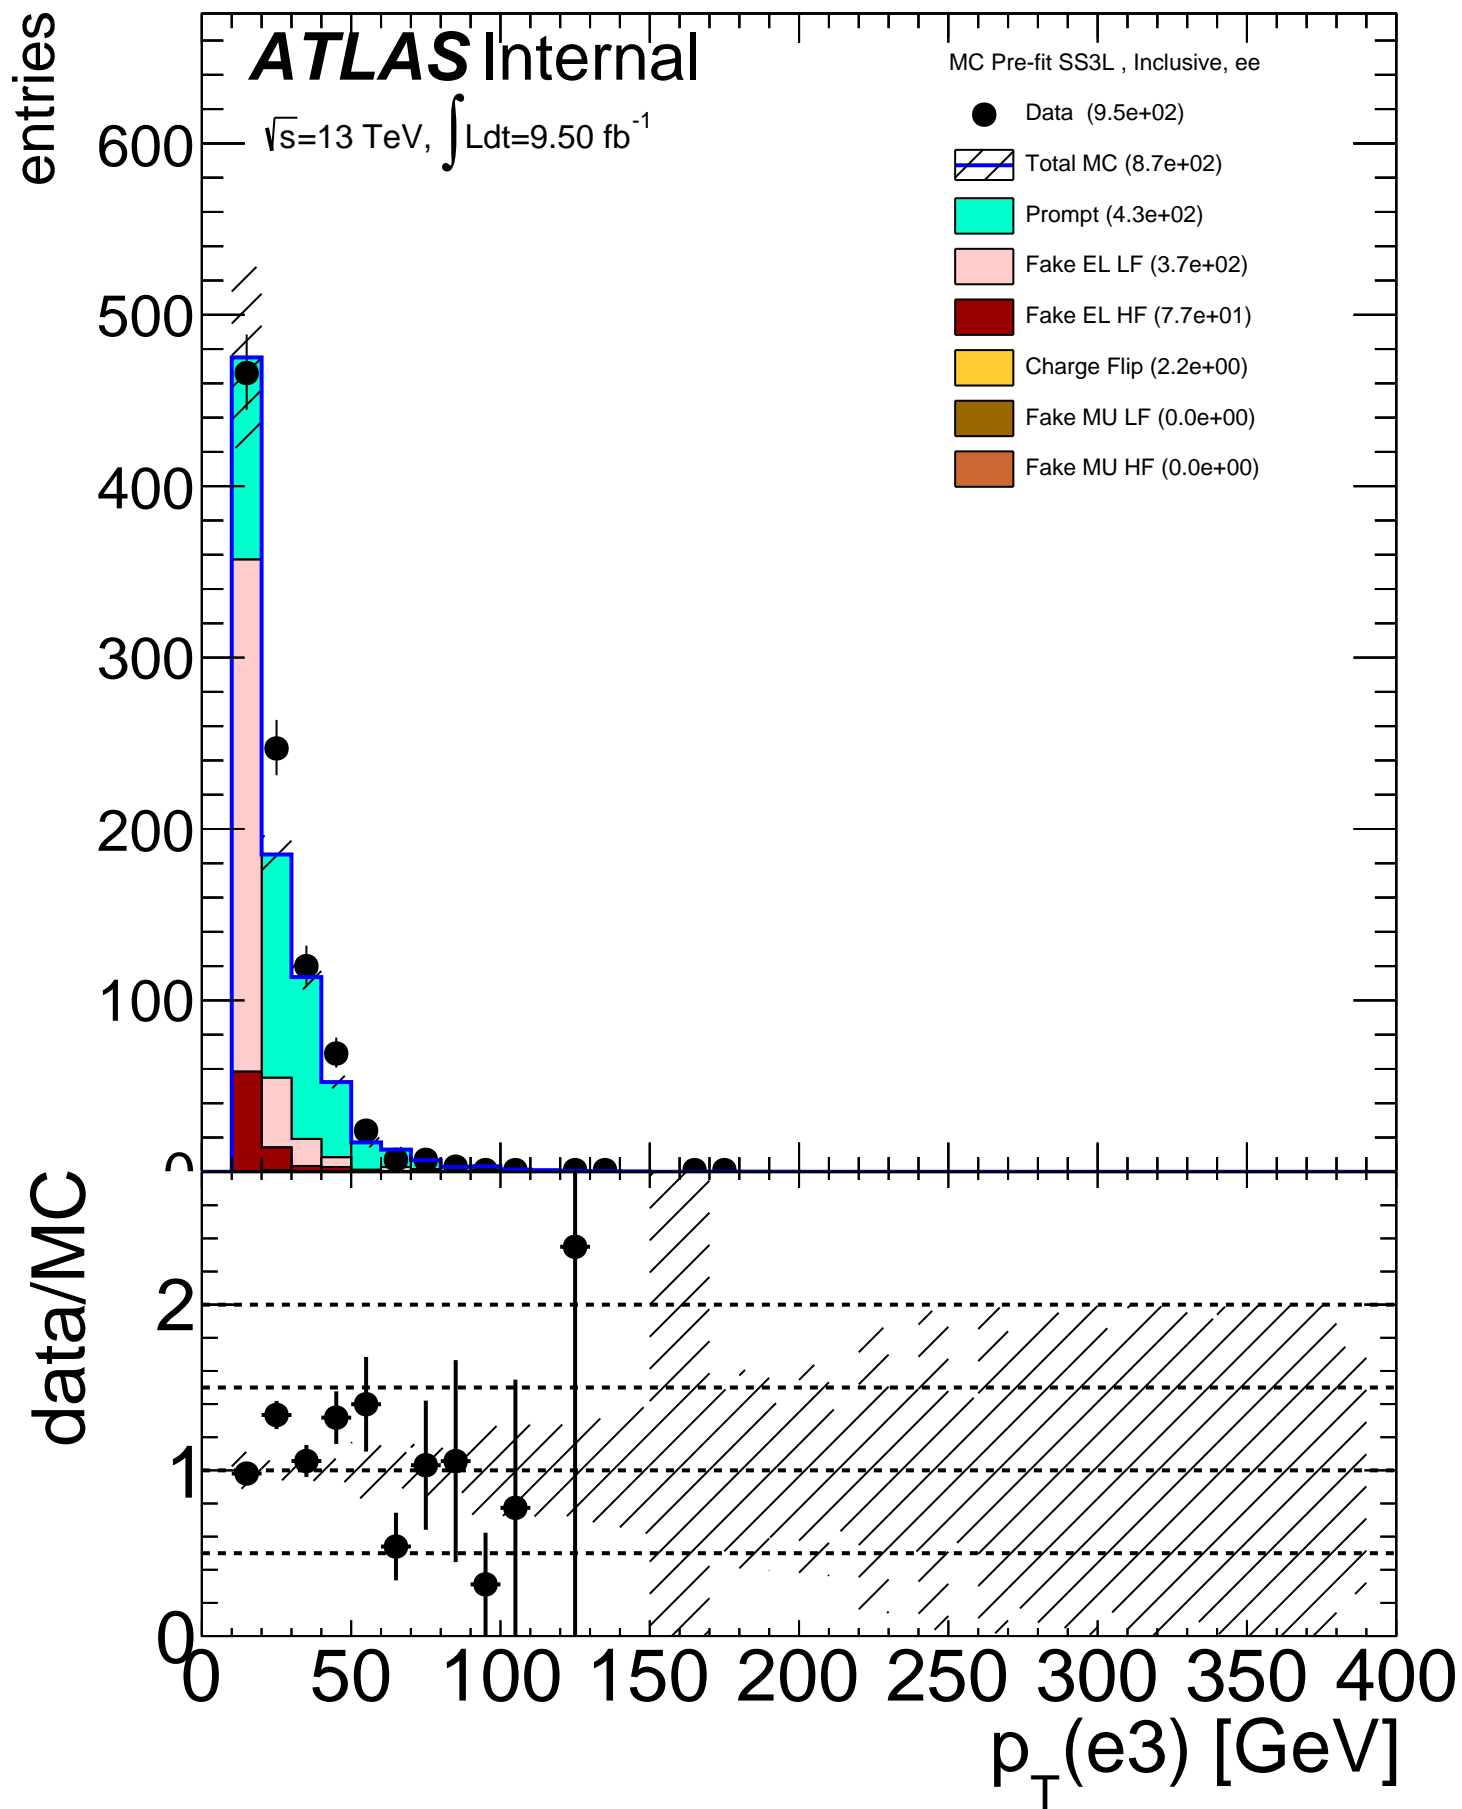 entries
ATLAS Internal
√s=13 TeV, ∫Ldt=9.50 fb⁻¹
MC Pre-fit SS3L , Inclusive, ee
Data (9.5e+02)
Total MC (8.7e+02)
Prompt (4.3e+02)
Fake EL LF (3.7e+02)
Fake EL HF (7.7e+01)
Charge Flip (2.2e+00)
Fake MU LF (0.0e+00)
Fake MU HF (0.0e+00)
600
500
400
300
200
100
0
data/MC
2
1
0
0 50 100 150 200 250 300 350 400
p_T(e3) [GeV]